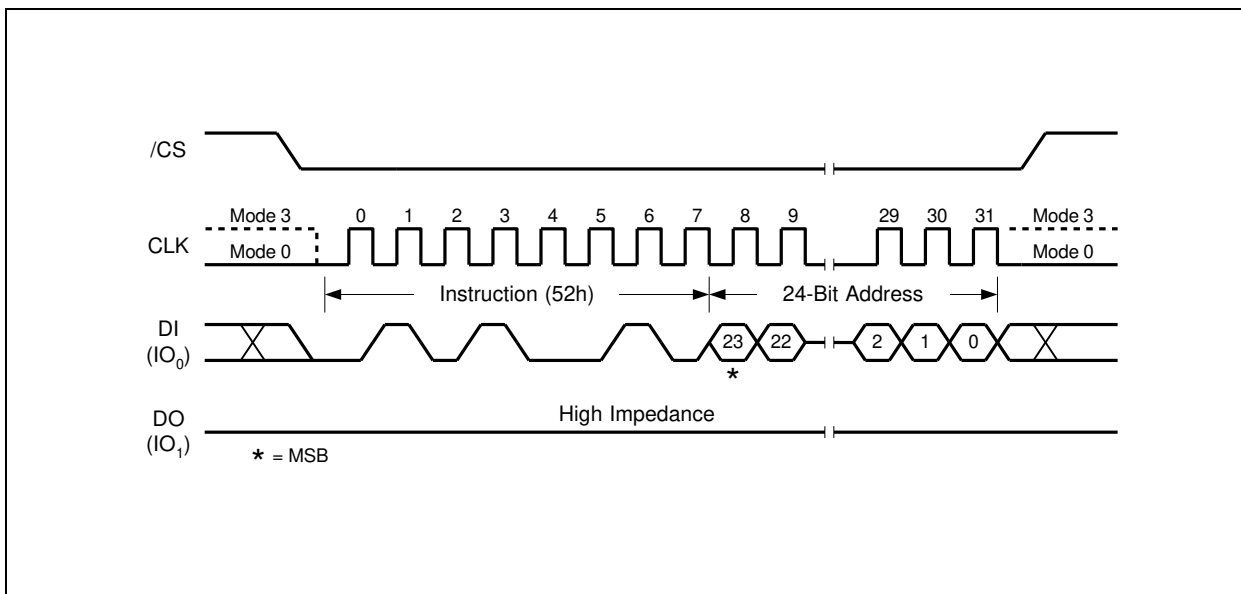 /CS
Mode 3 0 1 2 3 4 5 6 7 8 9 29 30 31 Mode 3
CLK
Mode 0 Mode 0
Instruction (52h) 24-Bit Address
DI
(IO0)
23 22 2 1 0
*
High Impedance
DO
(IO1)
* = MSB